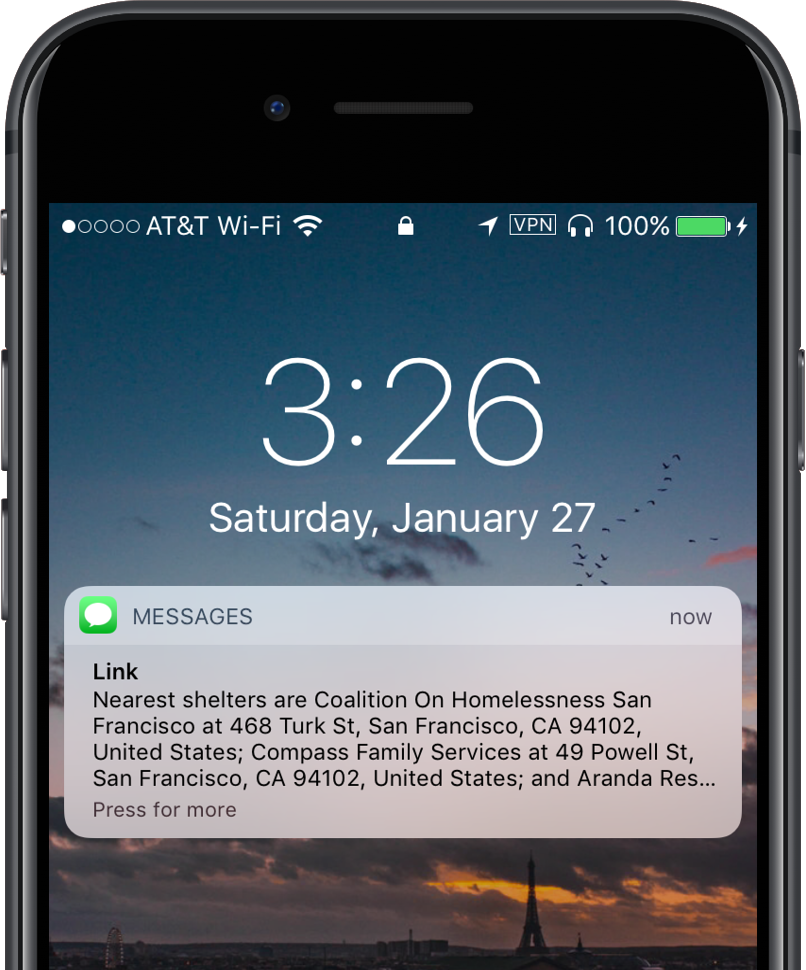 AT&T Wi-Fi VPN 100%
3:26
Saturday, January 27
MESSAGES now
Link
Nearest shelters are Coalition On Homelessness San
Francisco at 468 Turk St, San Francisco, CA 94102,
United States; Compass Family Services at 49 Powell St,
San Francisco, CA 94102, United States; and Aranda Res...
Press for more